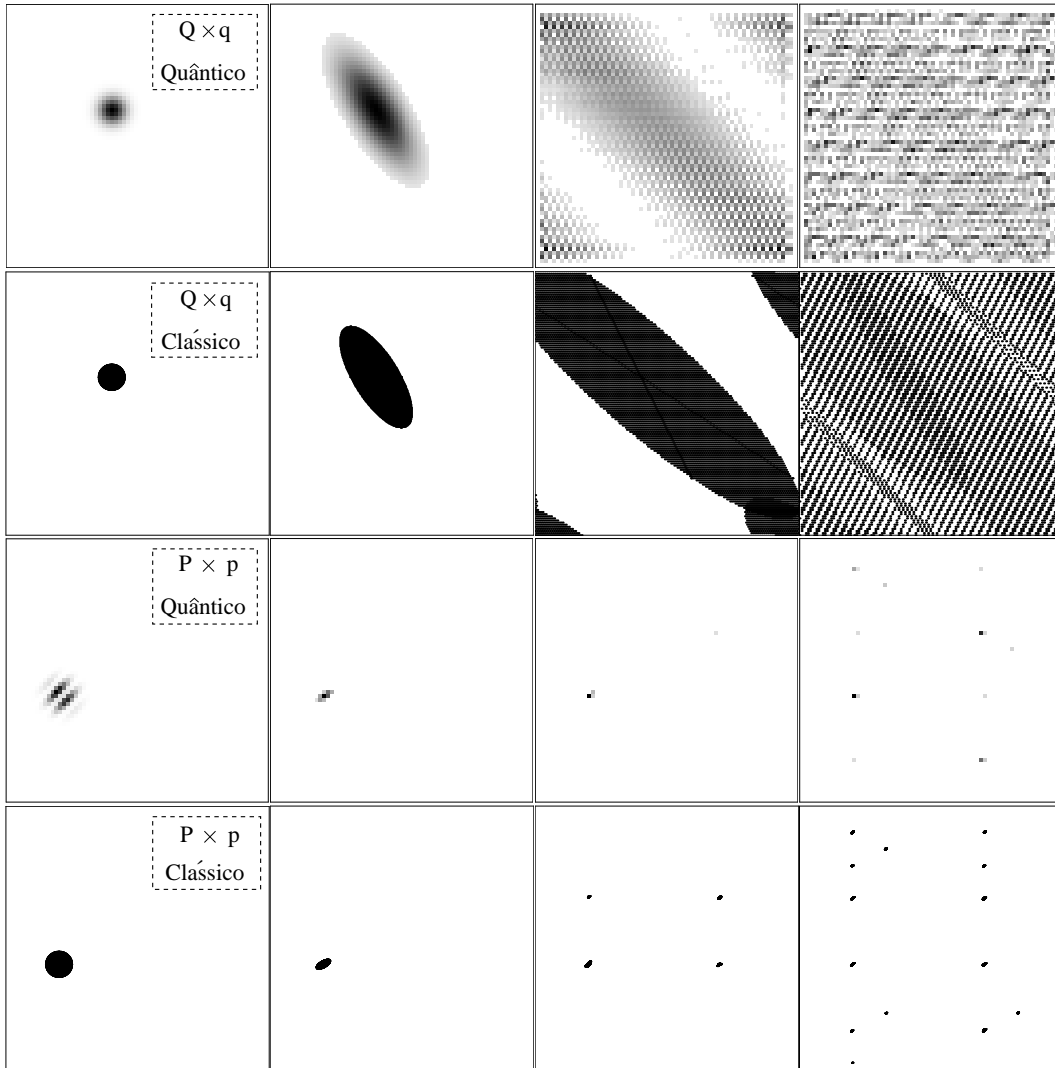 Q × q
Quântico
Q × q
Clássico
P × p
Quântico
P × p
Clássico